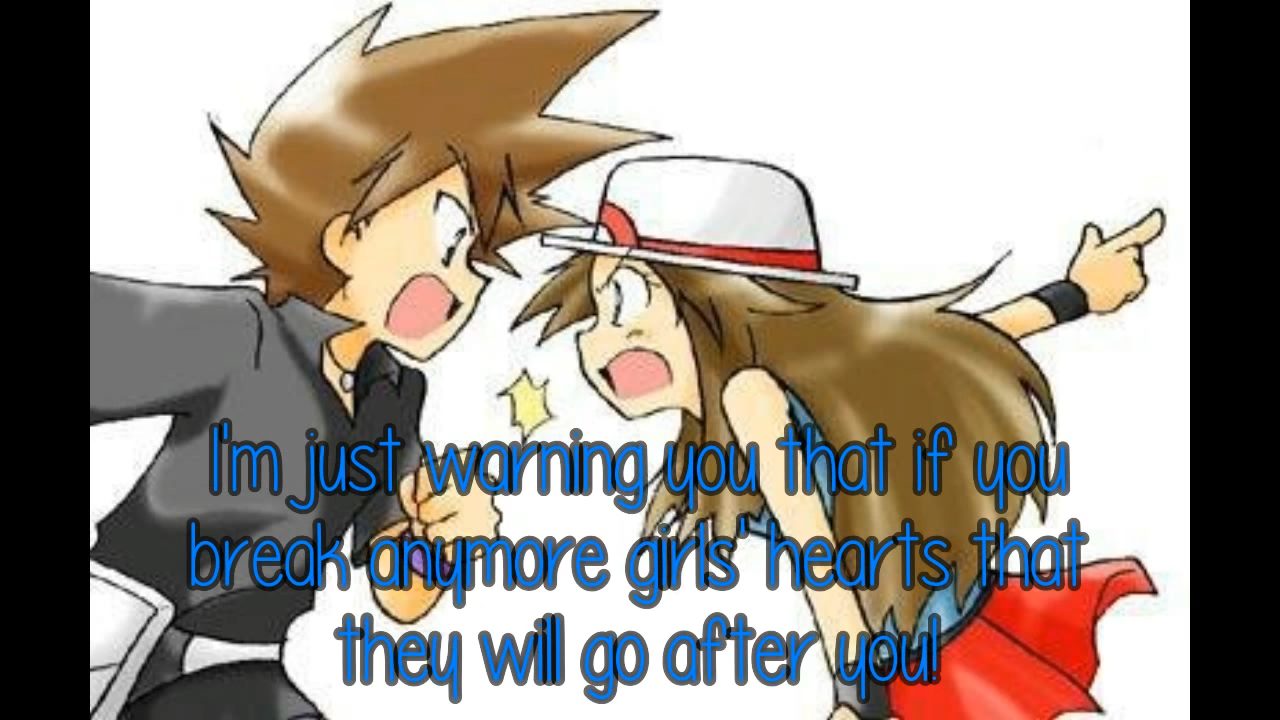 I'm just warning you that if you
break anymore girls' hearts that
they will go after you!